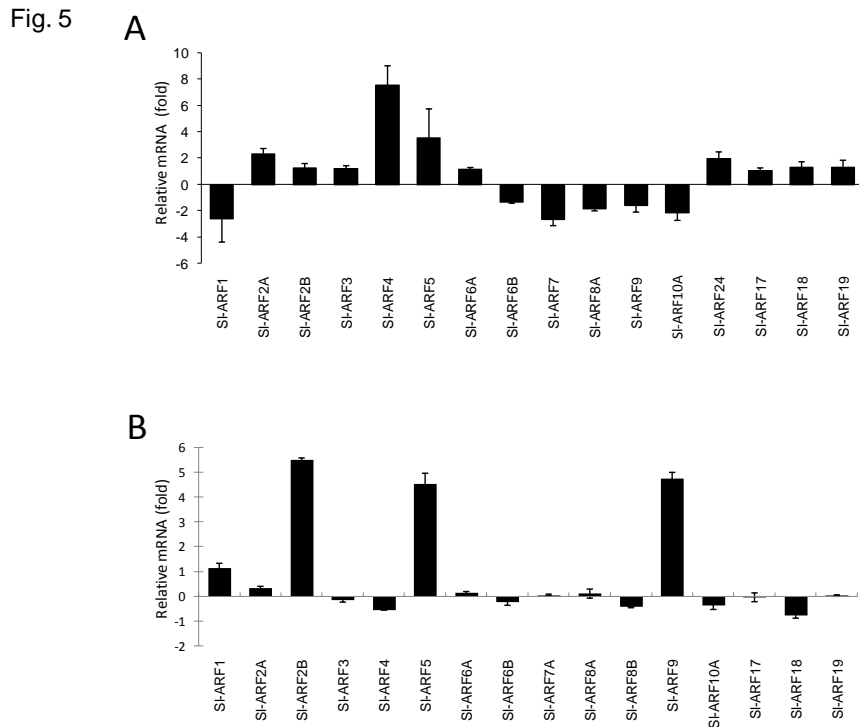 Fig. 5
A
Relative mRNA (fold)
10
8
6
4
2
0
-2
-4
-6
Sl-ARF1
Sl-ARF2A
Sl-ARF2B
Sl-ARF3
Sl-ARF4
Sl-ARF5
Sl-ARF6A
Sl-ARF6B
Sl-ARF7
Sl-ARF8A
Sl-ARF9
Sl-ARF10A
Sl-ARF24
Sl-ARF17
Sl-ARF18
Sl-ARF19
B
Relative mRNA (fold)
6
5
4
3
2
1
0
-1
-2
Sl-ARF1
Sl-ARF2A
Sl-ARF2B
Sl-ARF3
Sl-ARF4
Sl-ARF5
Sl-ARF6A
Sl-ARF6B
Sl-ARF7A
Sl-ARF8A
Sl-ARF8B
Sl-ARF9
Sl-ARF10A
Sl-ARF17
Sl-ARF18
Sl-ARF19